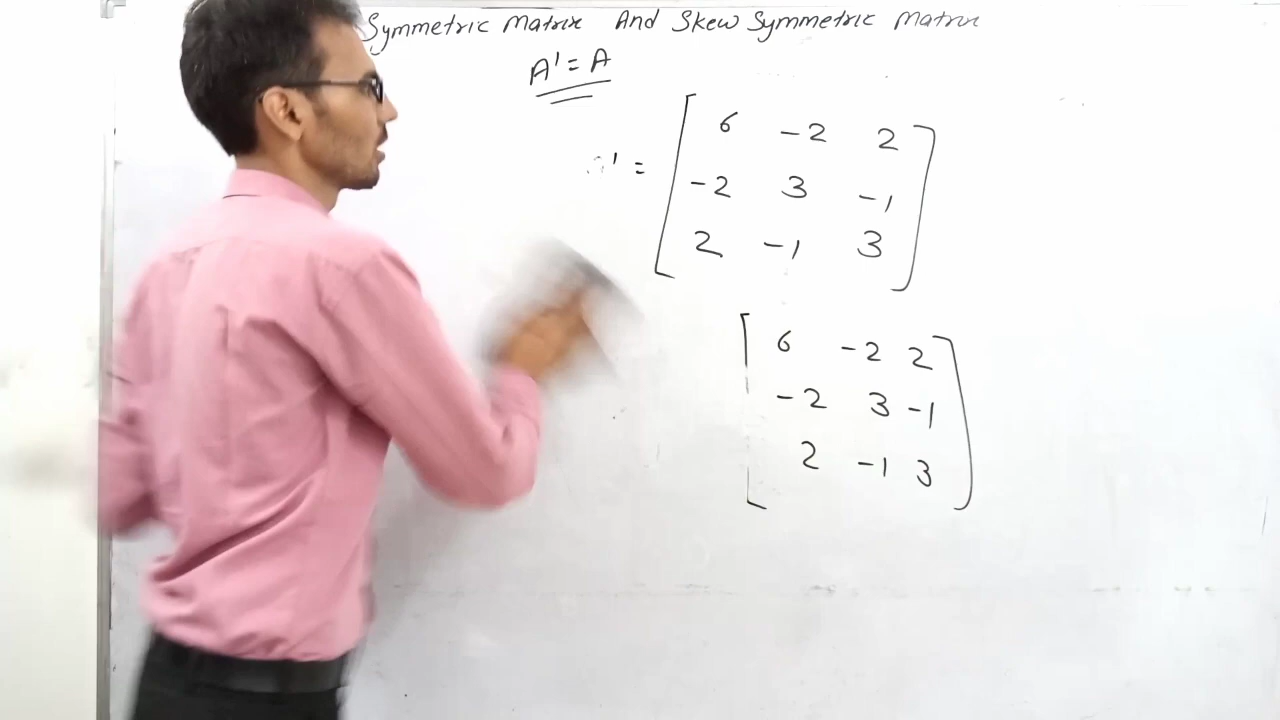 Symmetric Matrix And Skew Symmetric Matrix
A' = A
' =
6 -2 2
-2 3 -1
2 -1 3
6 -2 2
-2 3 -1
2 -1 3